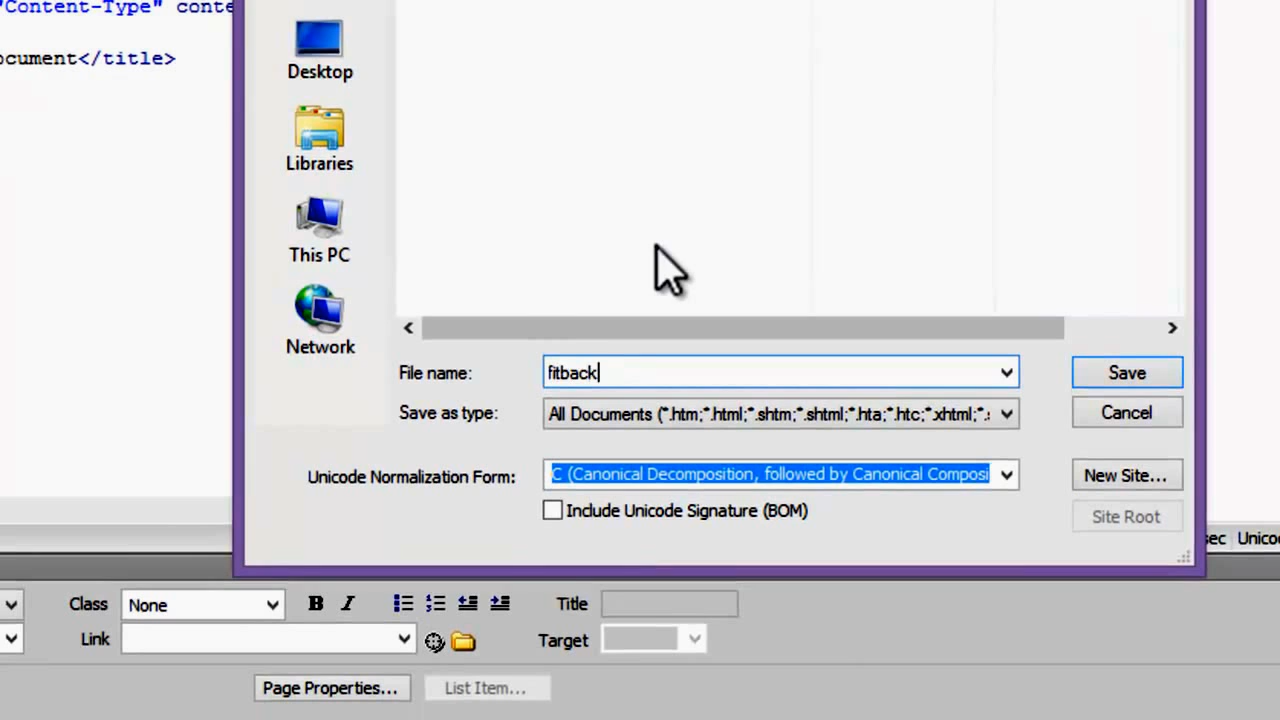 "Content-Type" conte
ocument</title>
Desktop
Libraries
This PC
Network
File name:
fitback
Save
Save as type:
All Documents (*.htm;*.html;*.shtm;*.shtml;*.hta;*.htc;*.xhtml;*.s
Cancel
Unicode Normalization Form:
C (Canonical Decomposition, followed by Canonical Composi
New Site...
Include Unicode Signature (BOM)
Site Root
sec
Unico
Class
None
B
I
Title
Link
Target
Page Properties...
List Item...